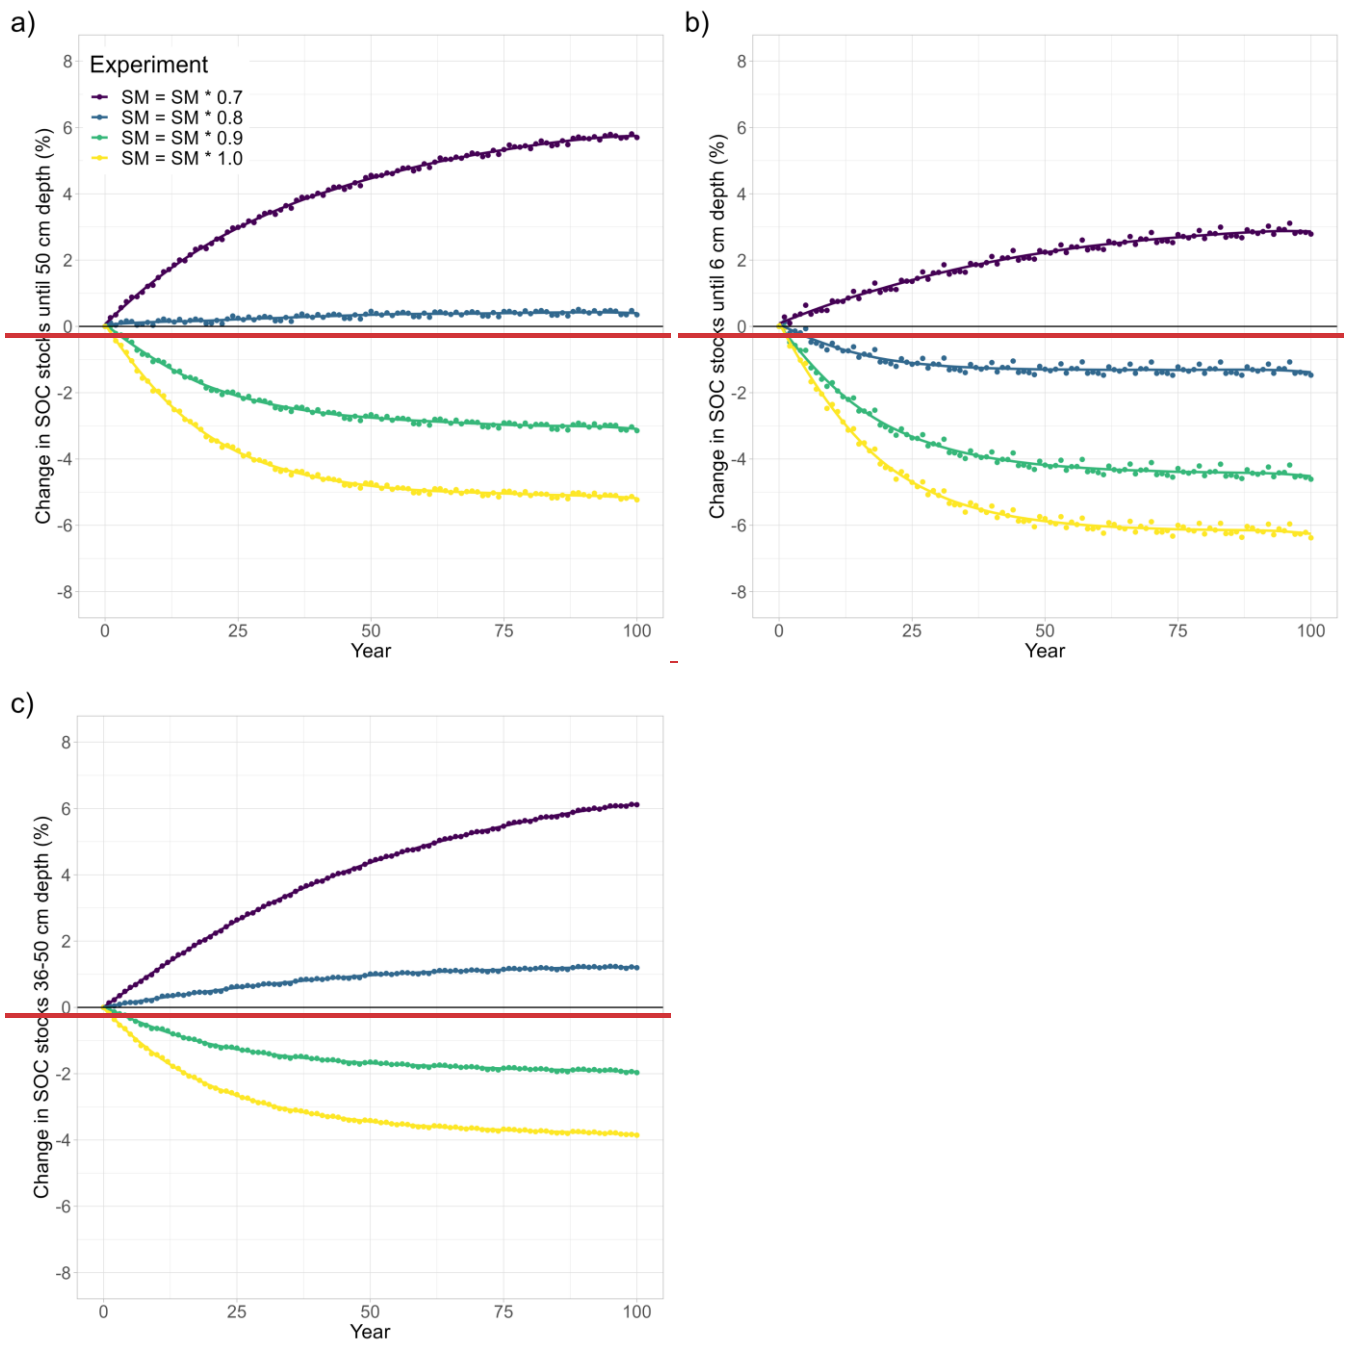 a)
Experiment
SM = SM * 0.7
SM = SM * 0.8
SM = SM * 0.9
SM = SM * 1.0
Change in SOC stocks until 50 cm depth (%)
8
6
4
2
0
-2
-4
-6
-8
0 25 50 75 100
Year
b)
Change in SOC stocks until 6 cm depth (%)
8
6
4
2
0
-2
-4
-6
-8
0 25 50 75 100
Year
c)
Change in SOC stocks 36-50 cm depth (%)
8
6
4
2
0
-2
-4
-6
-8
0 25 50 75 100
Year